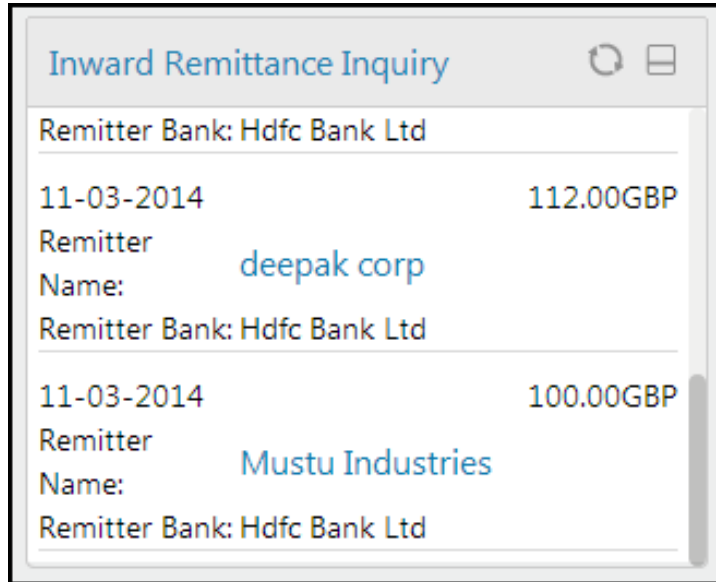 Inward Remittance Inquiry
Remitter Bank: Hdfc Bank Ltd
11-03-2014 112.00GBP
Remitter
Name: deepak corp
Remitter Bank: Hdfc Bank Ltd
11-03-2014 100.00GBP
Remitter
Name: Mustu Industries
Remitter Bank: Hdfc Bank Ltd